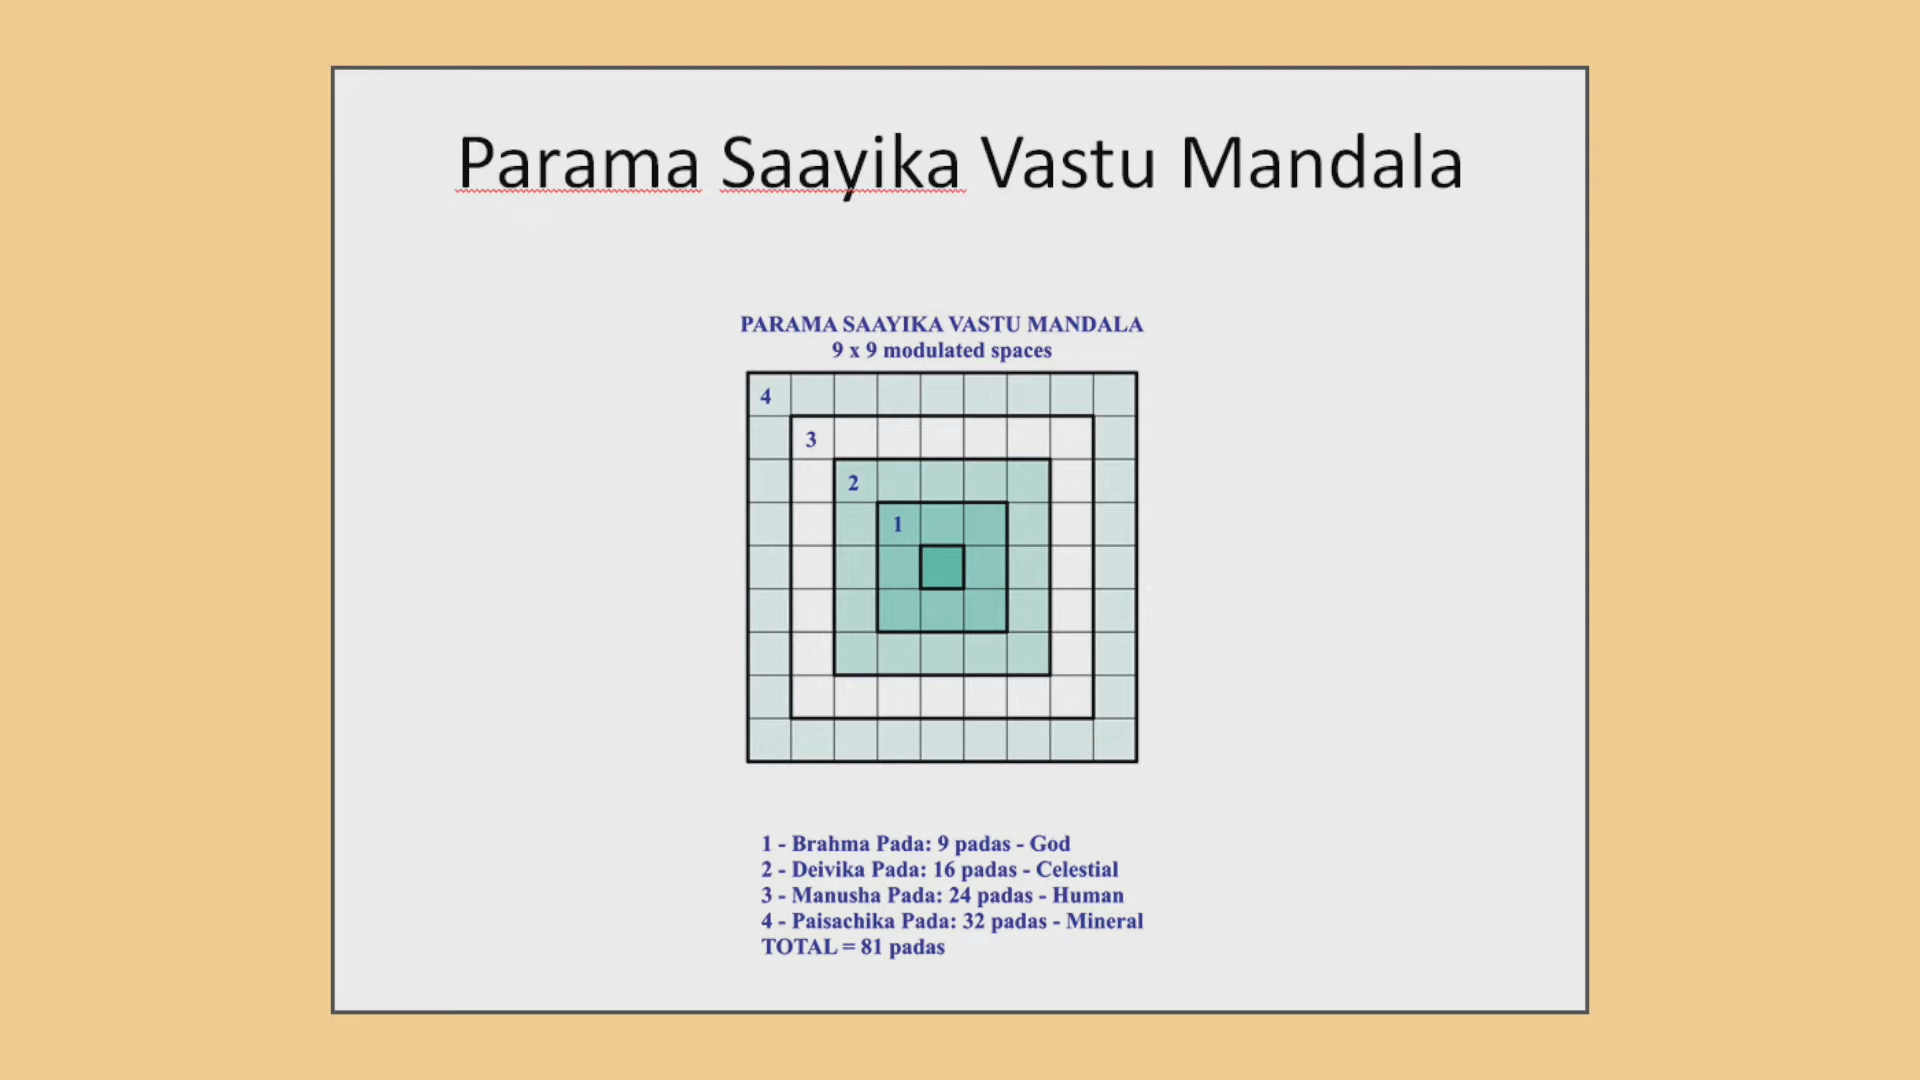 Parama Saayika Vastu Mandala
PARAMA SAAYIKA VASTU MANDALA
9 x 9 modulated spaces
4
3
2
1
1 - Brahma Pada: 9 padas - God
2 - Deivika Pada: 16 padas - Celestial
3 - Manusha Pada: 24 padas - Human
4 - Paisachika Pada: 32 padas - Mineral
TOTAL = 81 padas